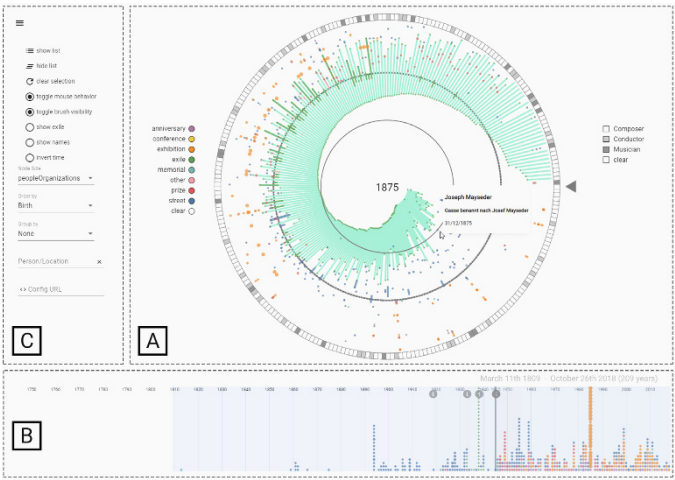 show list
hide list
clear selection
toggle mouse behavior
toggle brush visibility
show exile
show names
invert time
Node Size
peopleOrganizations
Order by
Birth
Group by
None
Person/Location ×
<> Config URL
C
anniversary
conference
exhibition
exile
memorial
other
prize
street
clear
1875
Joseph Mayseder
Gasse benannt nach Josef Mayseder
31/12/1875
Composer
Conductor
Musician
clear
A
March 11th 1809 October 26th 2018 (209 years)
1750 1760 1770 1780 1790 1800 1810 1820 1830 1840 1850 1860 1870 1880 1890 1900 1910 1920 1930 1940 1950 1960 1970 1980 1990 2000 2010
B